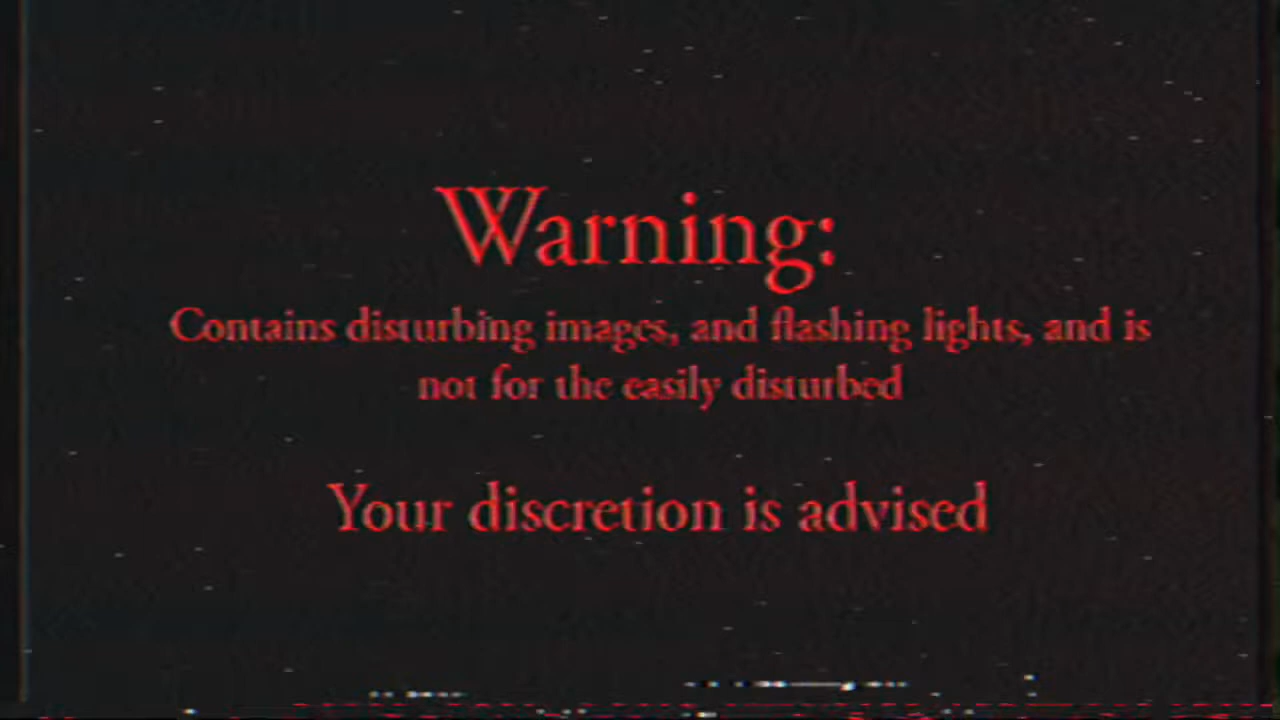 Warning:
Contains disturbing images, and flashing lights, and is
not for the easily disturbed
Your discretion is advised